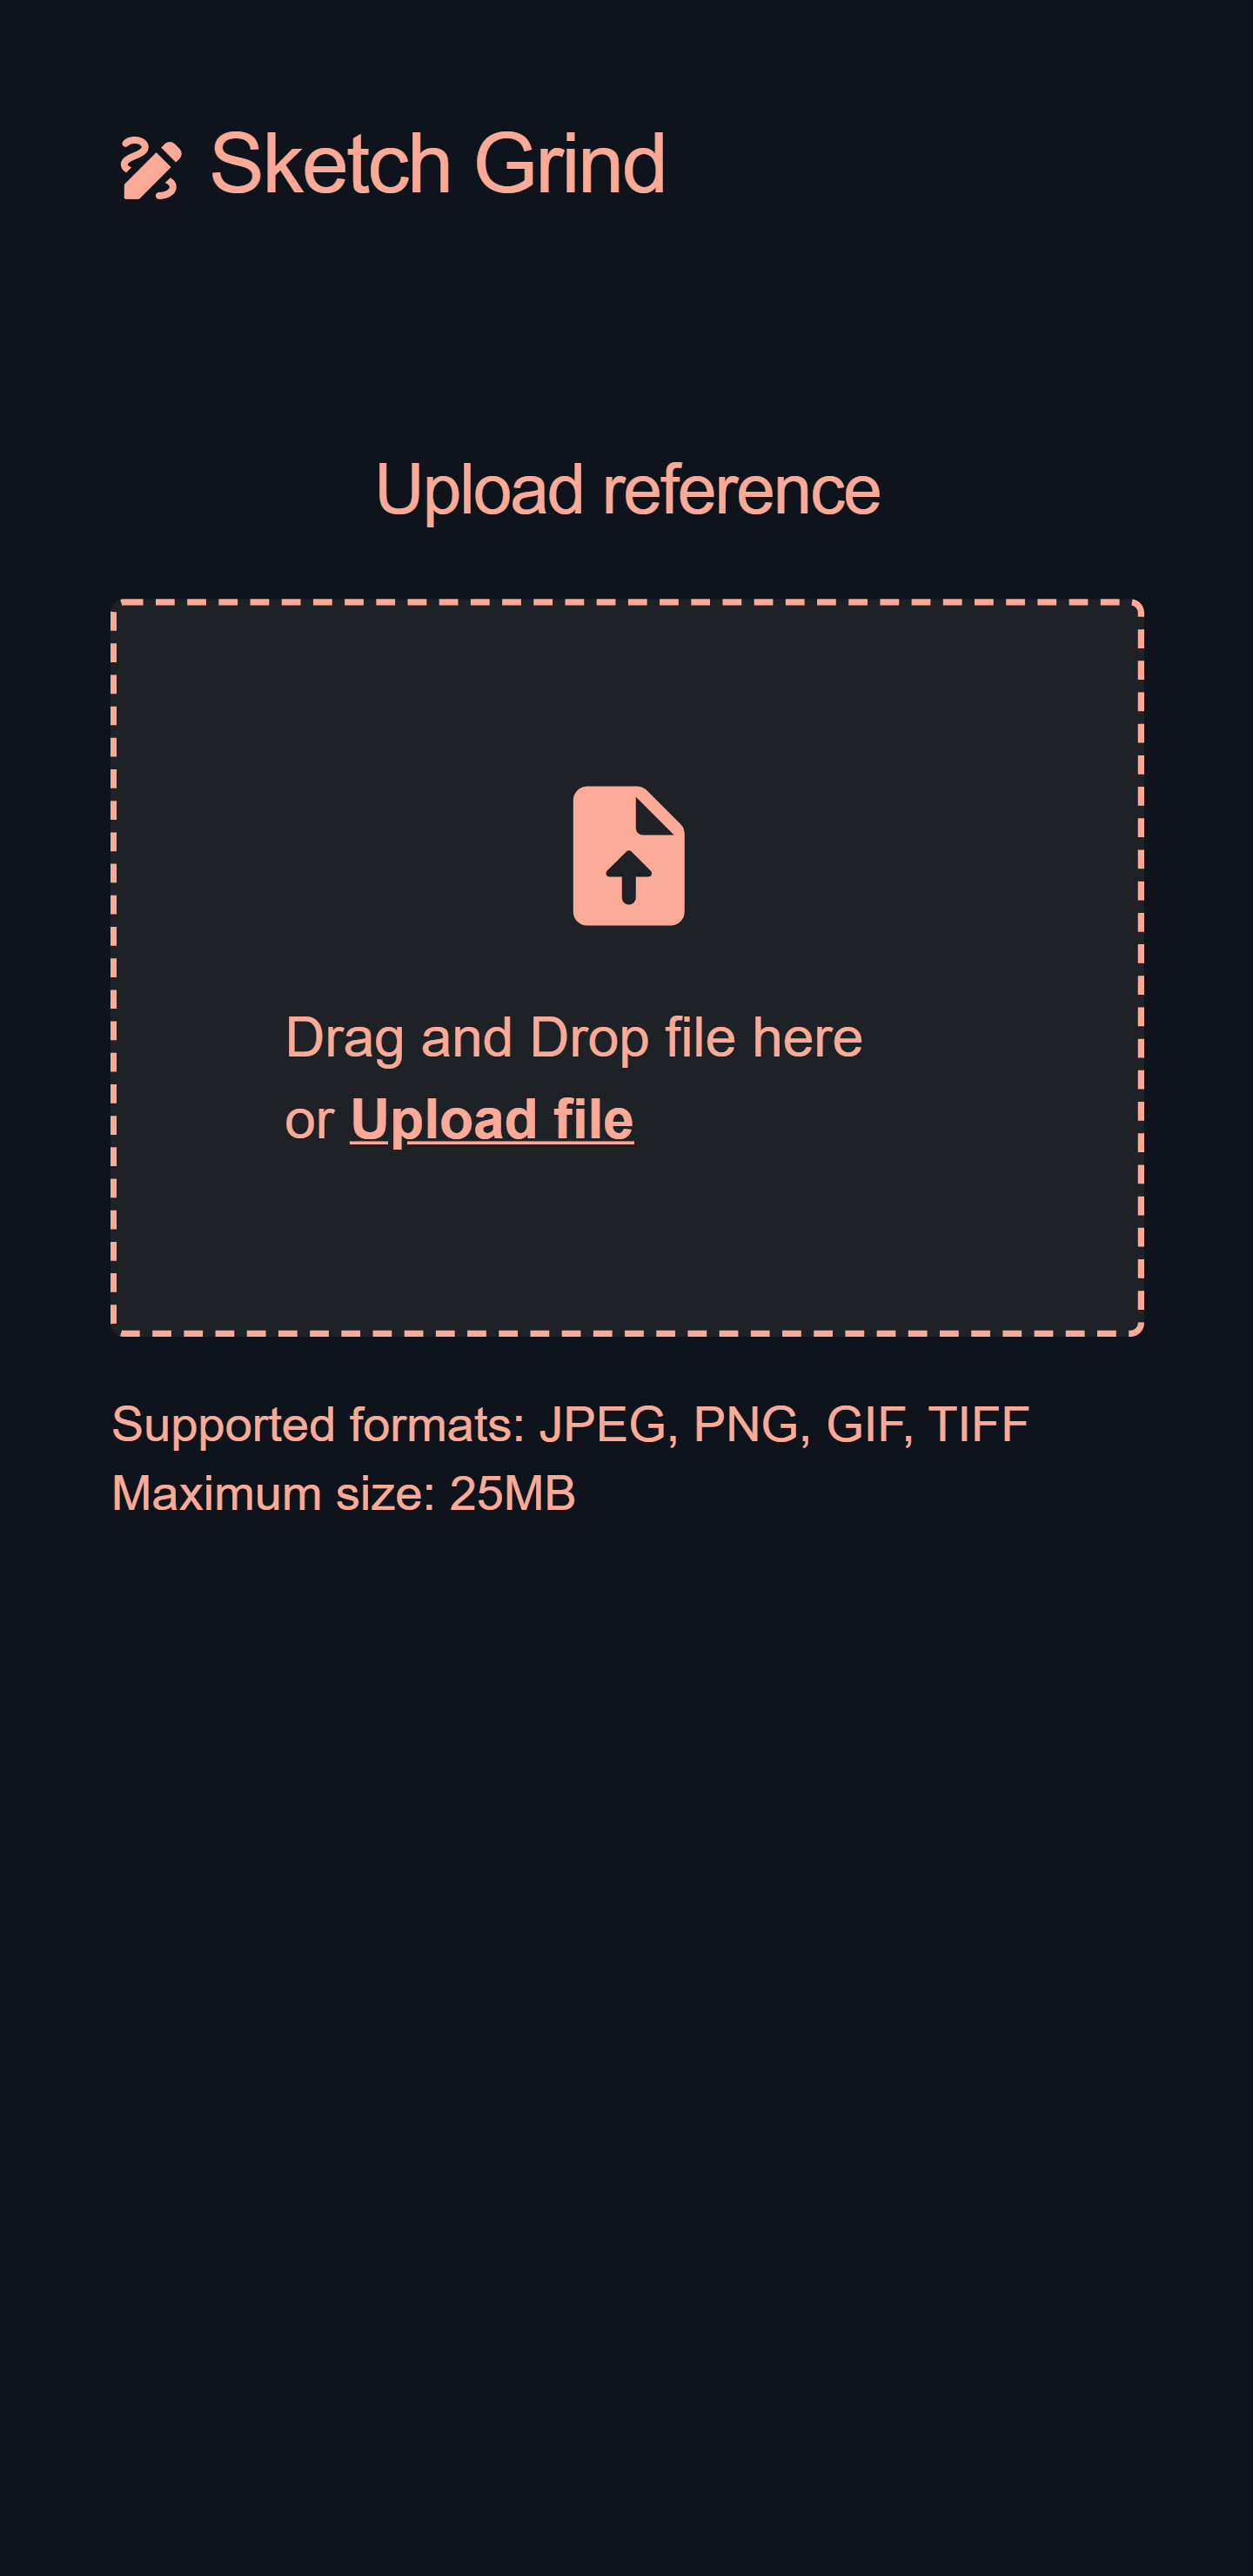 Sketch Grind
Upload reference
Drag and Drop file here
or Upload file
Supported formats: JPEG, PNG, GIF, TIFF
Maximum size: 25MB